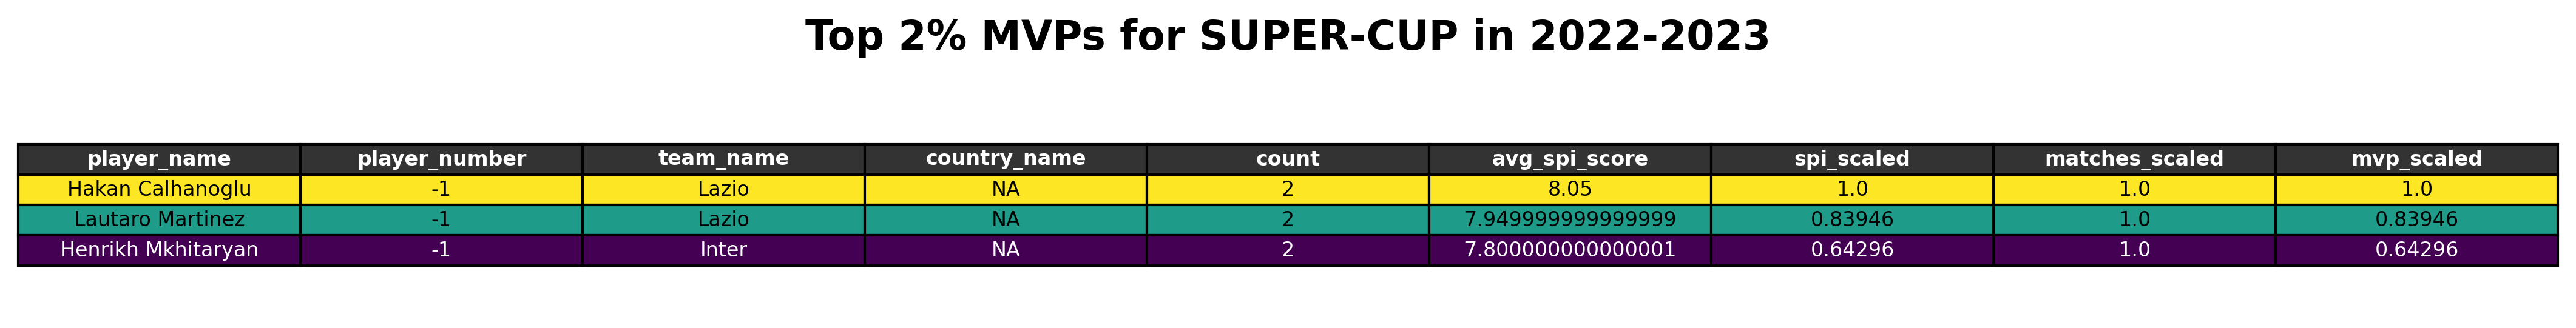 Top 2% MVPs for SUPER-CUP in 2022-2023
player_name player_number team_name country_name count avg_spi_score spi_scaled matches_scaled mvp_scaled
Hakan Calhanoglu -1 Lazio NA 2 8.05 1.0 1.0 1.0
Lautaro Martinez -1 Lazio NA 2 7.949999999999999 0.83946 1.0 0.83946
Henrikh Mkhitaryan -1 Inter NA 2 7.800000000000001 0.64296 1.0 0.64296